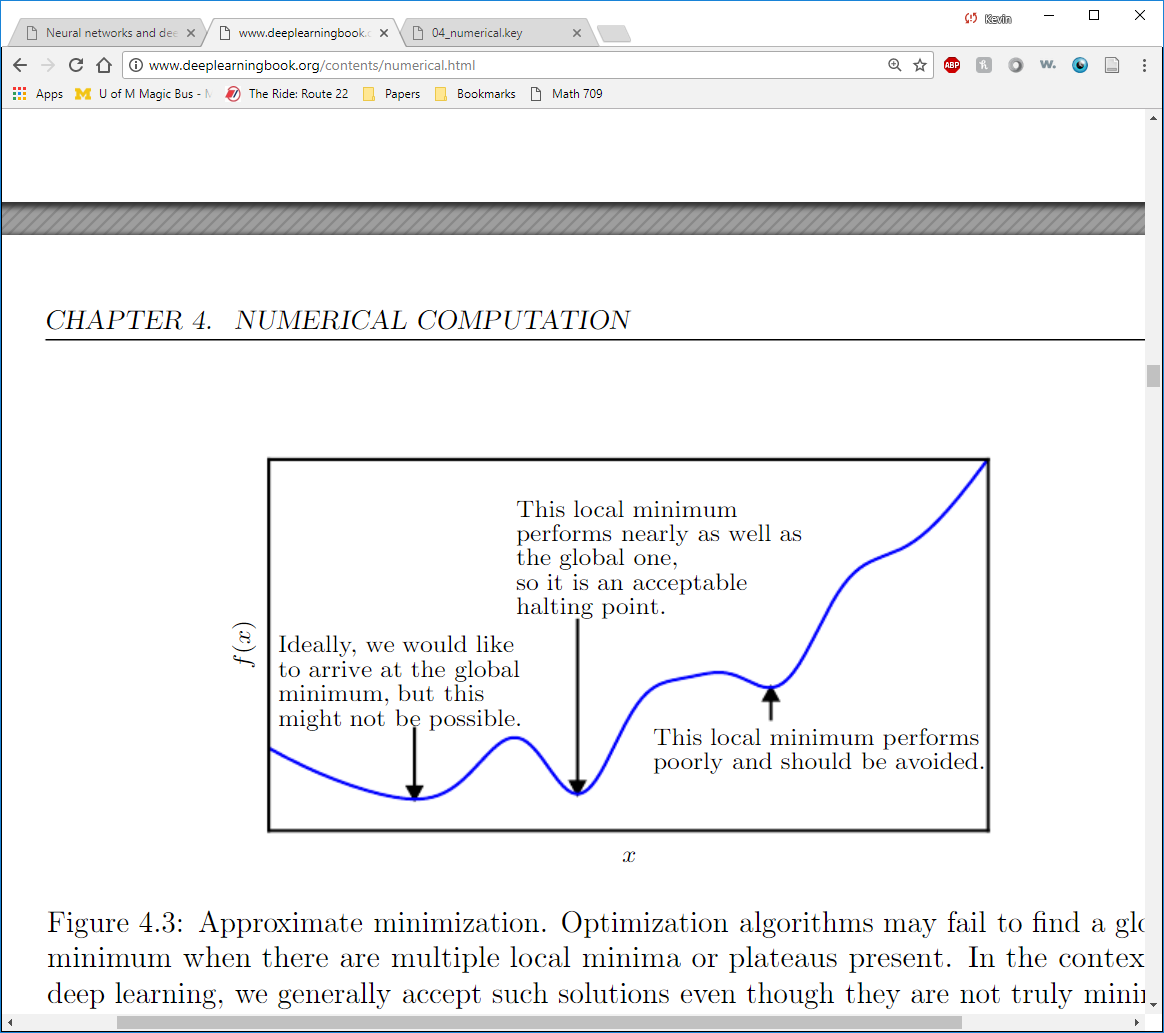 Kevin
Neural networks and dee
www.deeplearningbook.c
04_numerical.key
www.deeplearningbook.org/contents/numerical.html
ABP
w.
Apps
U of M Magic Bus - M
The Ride: Route 22
Papers
Bookmarks
Math 709
CHAPTER 4. NUMERICAL COMPUTATION
This local minimum
performs nearly as well as
the global one,
so it is an acceptable
halting point.
Ideally, we would like
to arrive at the global
minimum, but this
might not be possible.
f(x)
This local minimum performs
poorly and should be avoided.
x
Figure 4.3: Approximate minimization. Optimization algorithms may fail to find a glo
minimum when there are multiple local minima or plateaus present. In the contex
deep learning, we generally accept such solutions even though they are not truly mini